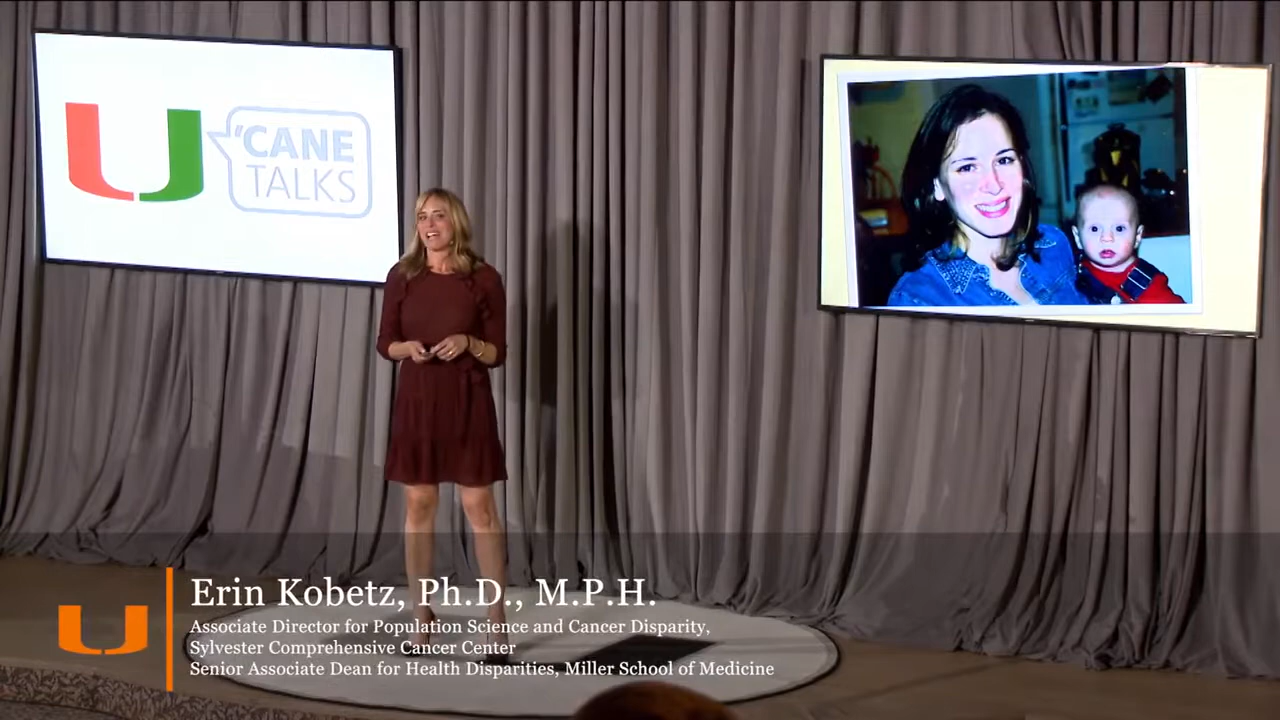 U 'CANE
TALKS
Erin Kobetz, Ph.D., M.P.H.
Associate Director for Population Science and Cancer Disparity,
Sylvester Comprehensive Cancer Center
Senior Associate Dean for Health Disparities, Miller School of Medicine
U